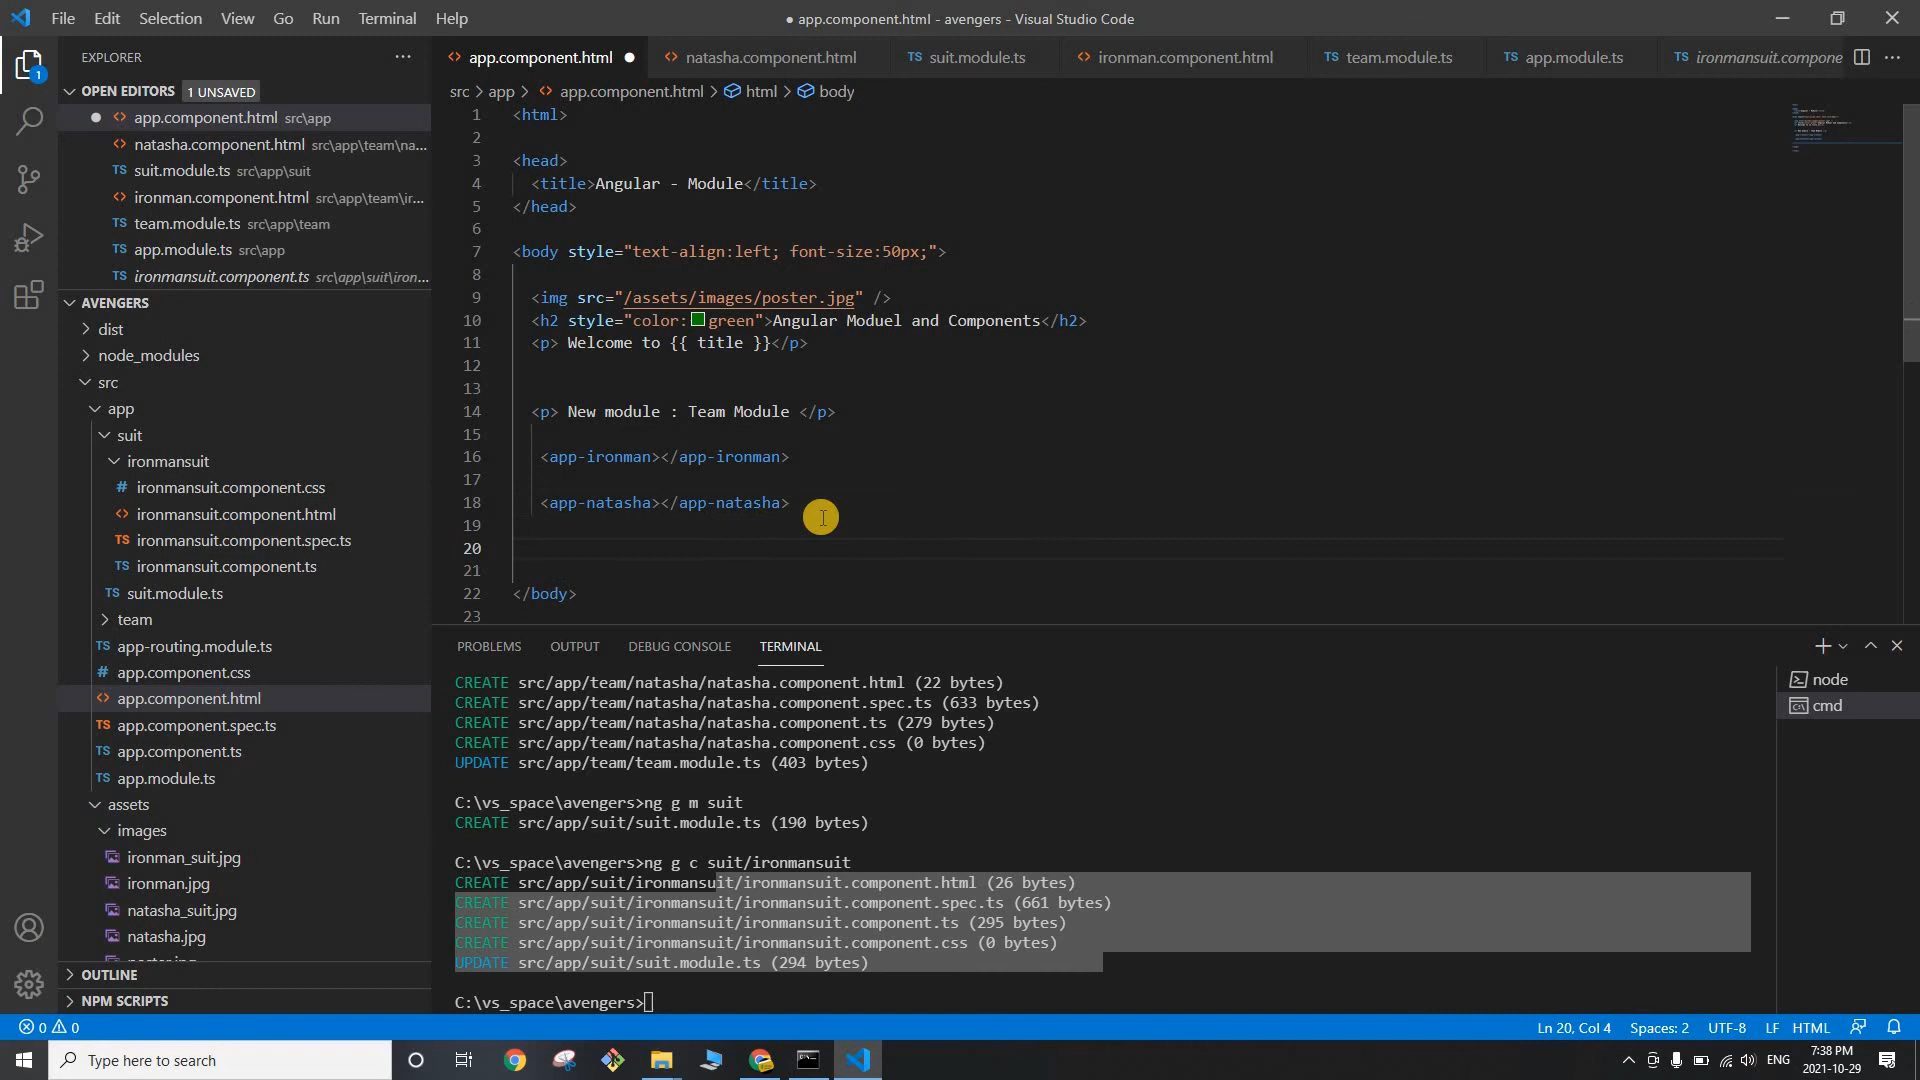 File Edit Selection View Go Run Terminal Help
● app.component.html - avengers - Visual Studio Code
EXPLORER
app.component.html
natasha.component.html
TS suit.module.ts
ironman.component.html
TS team.module.ts
TS app.module.ts
TS ironmansuit.compone
1
OPEN EDITORS 1 UNSAVED
app.component.html src\app
natasha.component.html src\app\team\na...
TS suit.module.ts src\app\suit
ironman.component.html src\app\team\ir...
TS team.module.ts src\app\team
TS app.module.ts src\app
TS ironmansuit.component.ts src\app\suit\iron...
AVENGERS
dist
node_modules
src
app
suit
ironmansuit
# ironmansuit.component.css
ironmansuit.component.html
TS ironmansuit.component.spec.ts
TS ironmansuit.component.ts
TS suit.module.ts
team
TS app-routing.module.ts
# app.component.css
app.component.html
TS app.component.spec.ts
TS app.component.ts
TS app.module.ts
assets
images
ironman_suit.jpg
ironman.jpg
natasha_suit.jpg
natasha.jpg
OUTLINE
NPM SCRIPTS
src > app > app.component.html > html > body
1 <html>
2
3 <head>
4 <title>Angular - Module</title>
5 </head>
6
7 <body style="text-align:left; font-size:50px;">
8
9 <img src="/assets/images/poster.jpg" />
10 <h2 style="color:green">Angular Moduel and Components</h2>
11 <p> Welcome to {{ title }}</p>
12
13
14 <p> New module : Team Module </p>
15
16 <app-ironman></app-ironman>
17
18 <app-natasha></app-natasha>
19
20
21
22 </body>
23
PROBLEMS OUTPUT DEBUG CONSOLE TERMINAL
CREATE src/app/team/natasha/natasha.component.html (22 bytes)
CREATE src/app/team/natasha/natasha.component.spec.ts (633 bytes)
CREATE src/app/team/natasha/natasha.component.ts (279 bytes)
CREATE src/app/team/natasha/natasha.component.css (0 bytes)
UPDATE src/app/team/team.module.ts (403 bytes)
C:\vs_space\avengers>ng g m suit
CREATE src/app/suit/suit.module.ts (190 bytes)
C:\vs_space\avengers>ng g c suit/ironmansuit
CREATE src/app/suit/ironmansuit/ironmansuit.component.html (26 bytes)
CREATE src/app/suit/ironmansuit/ironmansuit.component.spec.ts (661 bytes)
CREATE src/app/suit/ironmansuit/ironmansuit.component.ts (295 bytes)
CREATE src/app/suit/ironmansuit/ironmansuit.component.css (0 bytes)
UPDATE src/app/suit/suit.module.ts (294 bytes)
C:\vs_space\avengers>
node
cmd
0 0
Ln 20, Col 4 Spaces: 2 UTF-8 LF HTML
Type here to search
ENG
7:38 PM
2021-10-29